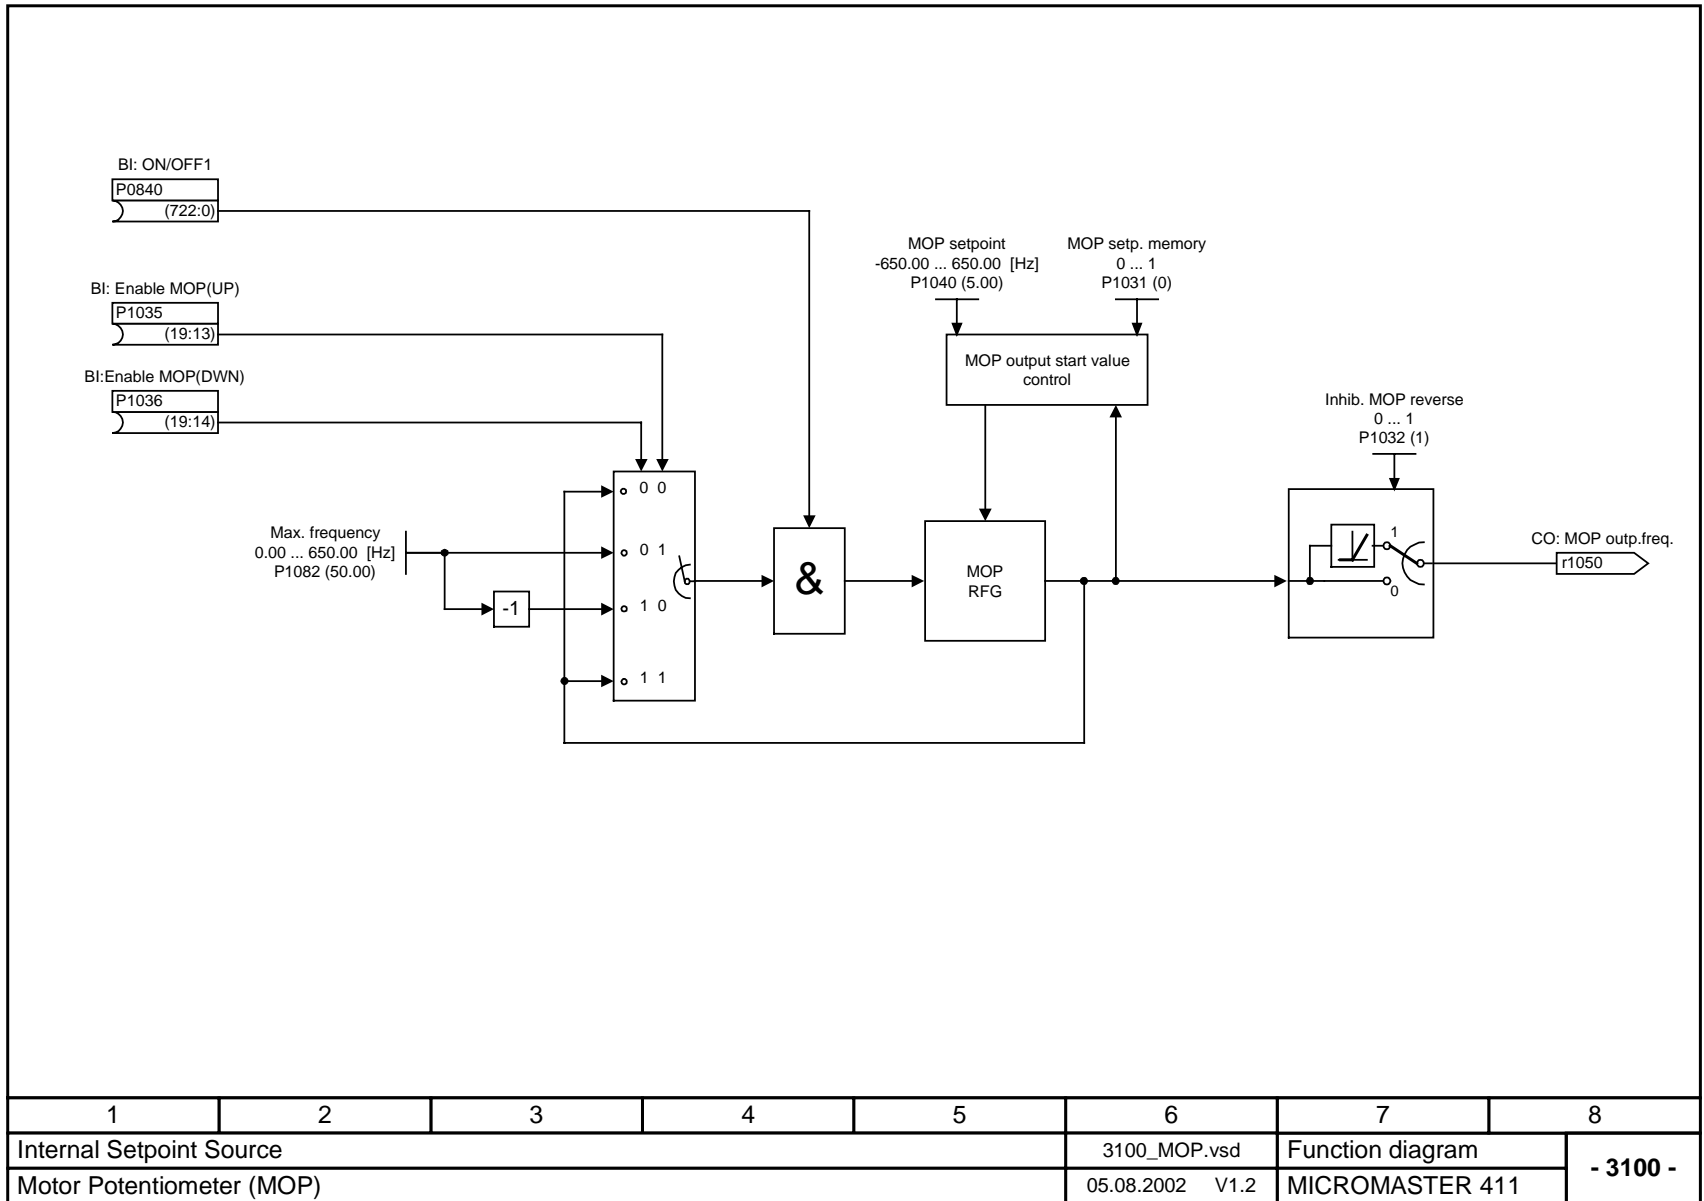 BI: ON/OFF1
P0840
(722:0)
BI: Enable MOP(UP)
P1035
(19:13)
BI:Enable MOP(DWN)
P1036
(19:14)
Max. frequency
0.00 ... 650.00 [Hz]
P1082 (50.00)
-1
0 0
0 1
1 0
1 1
&
MOP setpoint
-650.00 ... 650.00 [Hz]
P1040 (5.00)
MOP setp. memory
0 ... 1
P1031 (0)
MOP output start value
control
MOP
RFG
Inhib. MOP reverse
0 ... 1
P1032 (1)
1
0
CO: MOP outp.freq.
r1050
1 2 3 4 5 6 7 8
Internal Setpoint Source
3100_MOP.vsd
Function diagram
- 3100 -
Motor Potentiometer (MOP)
05.08.2002 V1.2
MICROMASTER 411